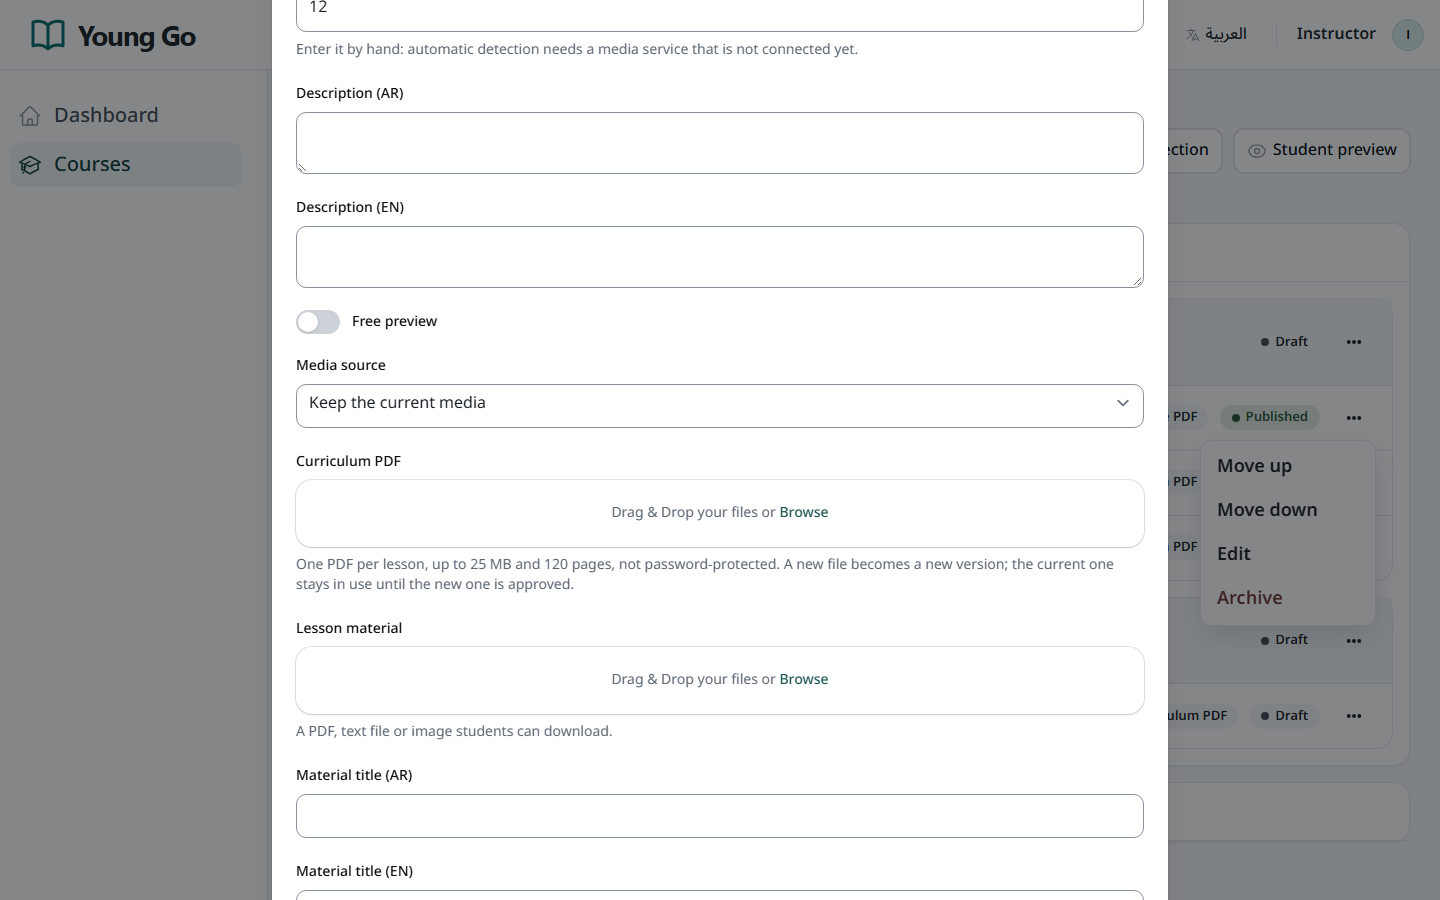 Young Go
العربية
Instructor
I
Dashboard
Courses
ction
Student preview
12
Enter it by hand: automatic detection needs a media service that is not connected yet.
Description (AR)
Description (EN)
Free preview
Media source
Keep the current media
Curriculum PDF
Drag & Drop your files or Browse
One PDF per lesson, up to 25 MB and 120 pages, not password-protected. A new file becomes a new version; the current one
stays in use until the new one is approved.
Lesson material
Drag & Drop your files or Browse
A PDF, text file or image students can download.
Material title (AR)
Material title (EN)
Draft
PDF
Published
Move up
PDF
Move down
PDF
Edit
Archive
Draft
ulum PDF
Draft